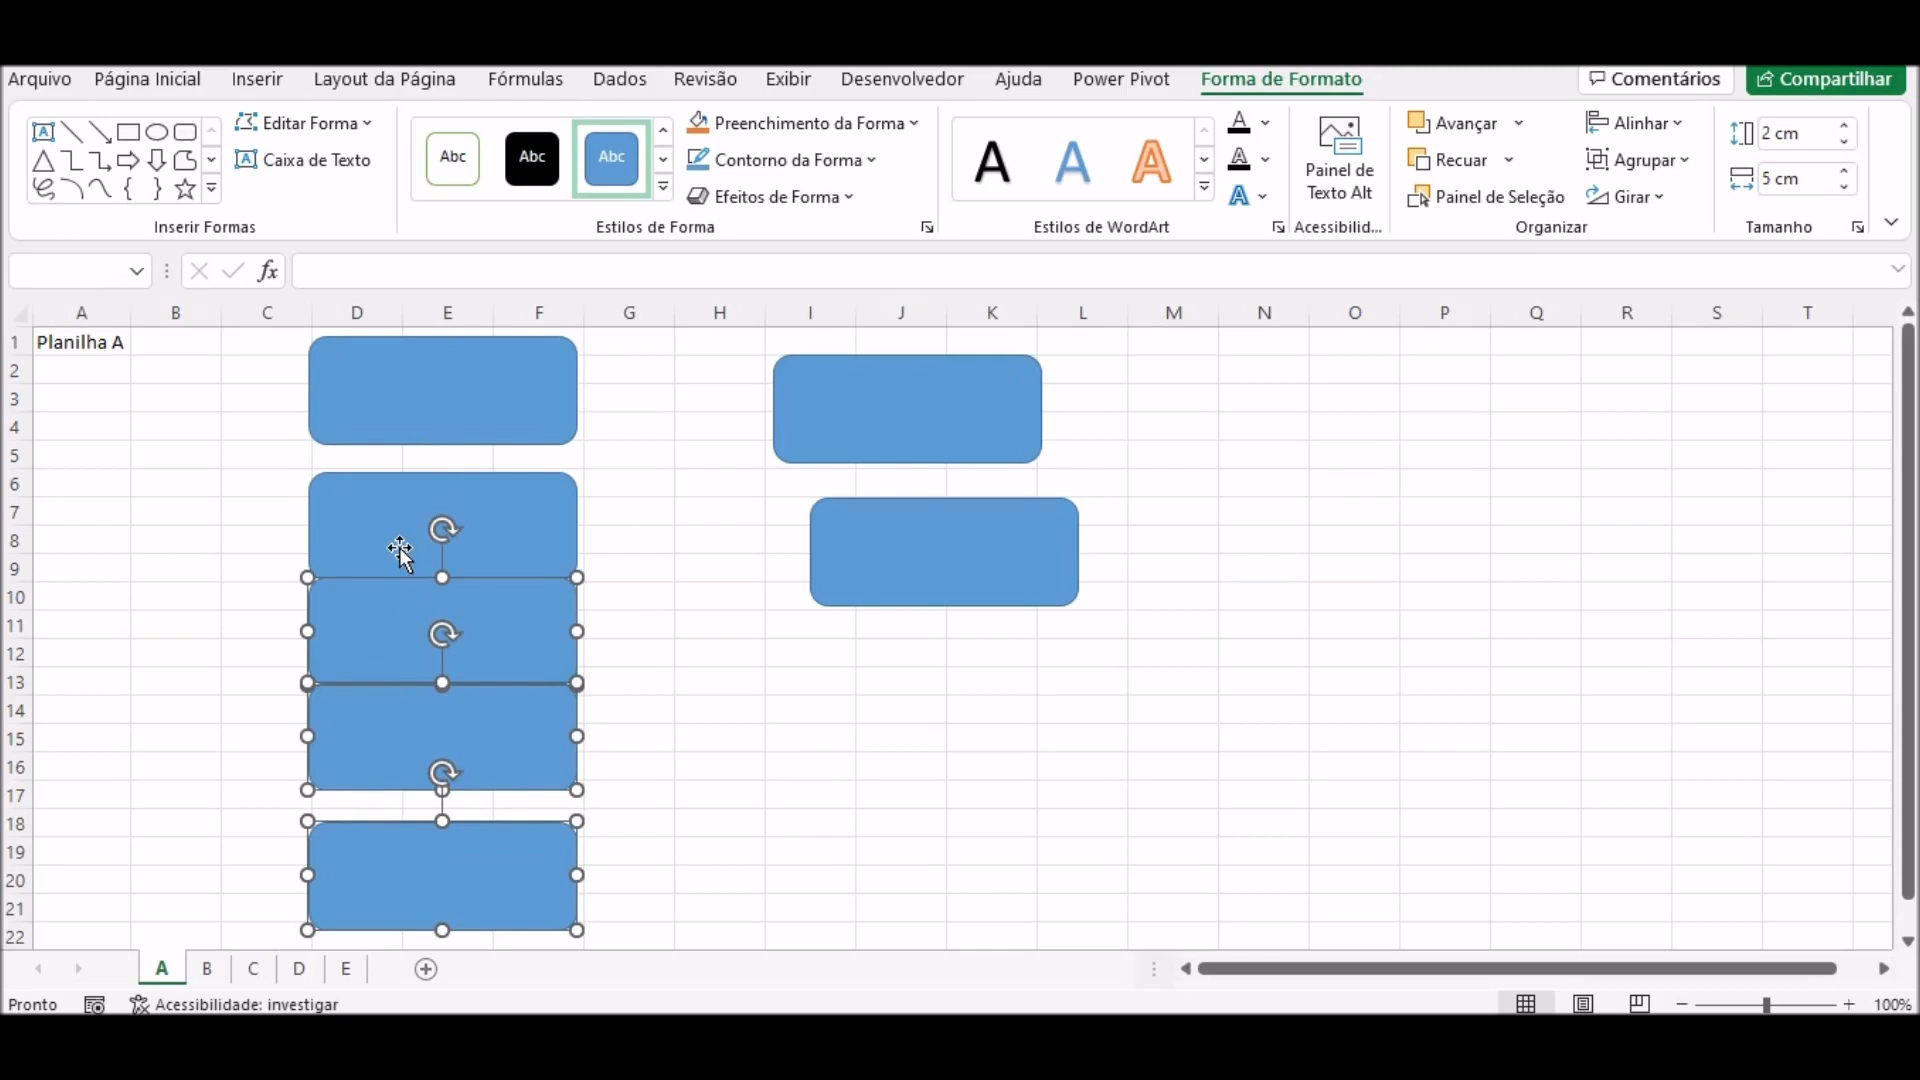 Arquivo Página Inicial Inserir Layout da Página Fórmulas Dados Revisão Exibir Desenvolvedor Ajuda Power Pivot Forma de Formato Comentários Compartilhar
Editar Forma
Caixa de Texto
Inserir Formas
Abc Abc Abc
Preenchimento da Forma
Contorno da Forma
Efeitos de Forma
Estilos de Forma
A A A
A
A
A
Estilos de WordArt
Painel de
Texto Alt
Acessibilid...
Avançar
Recuar
Painel de Seleção
Alinhar
Agrupar
Girar
Organizar
2 cm
5 cm
Tamanho
fx
A B C D E F G H I J K L M N O P Q R S T
1 Planilha A
2
3
4
5
6
7
8
9
10
11
12
13
14
15
16
17
18
19
20
21
22
A B C D E
Pronto Acessibilidade: investigar 100%